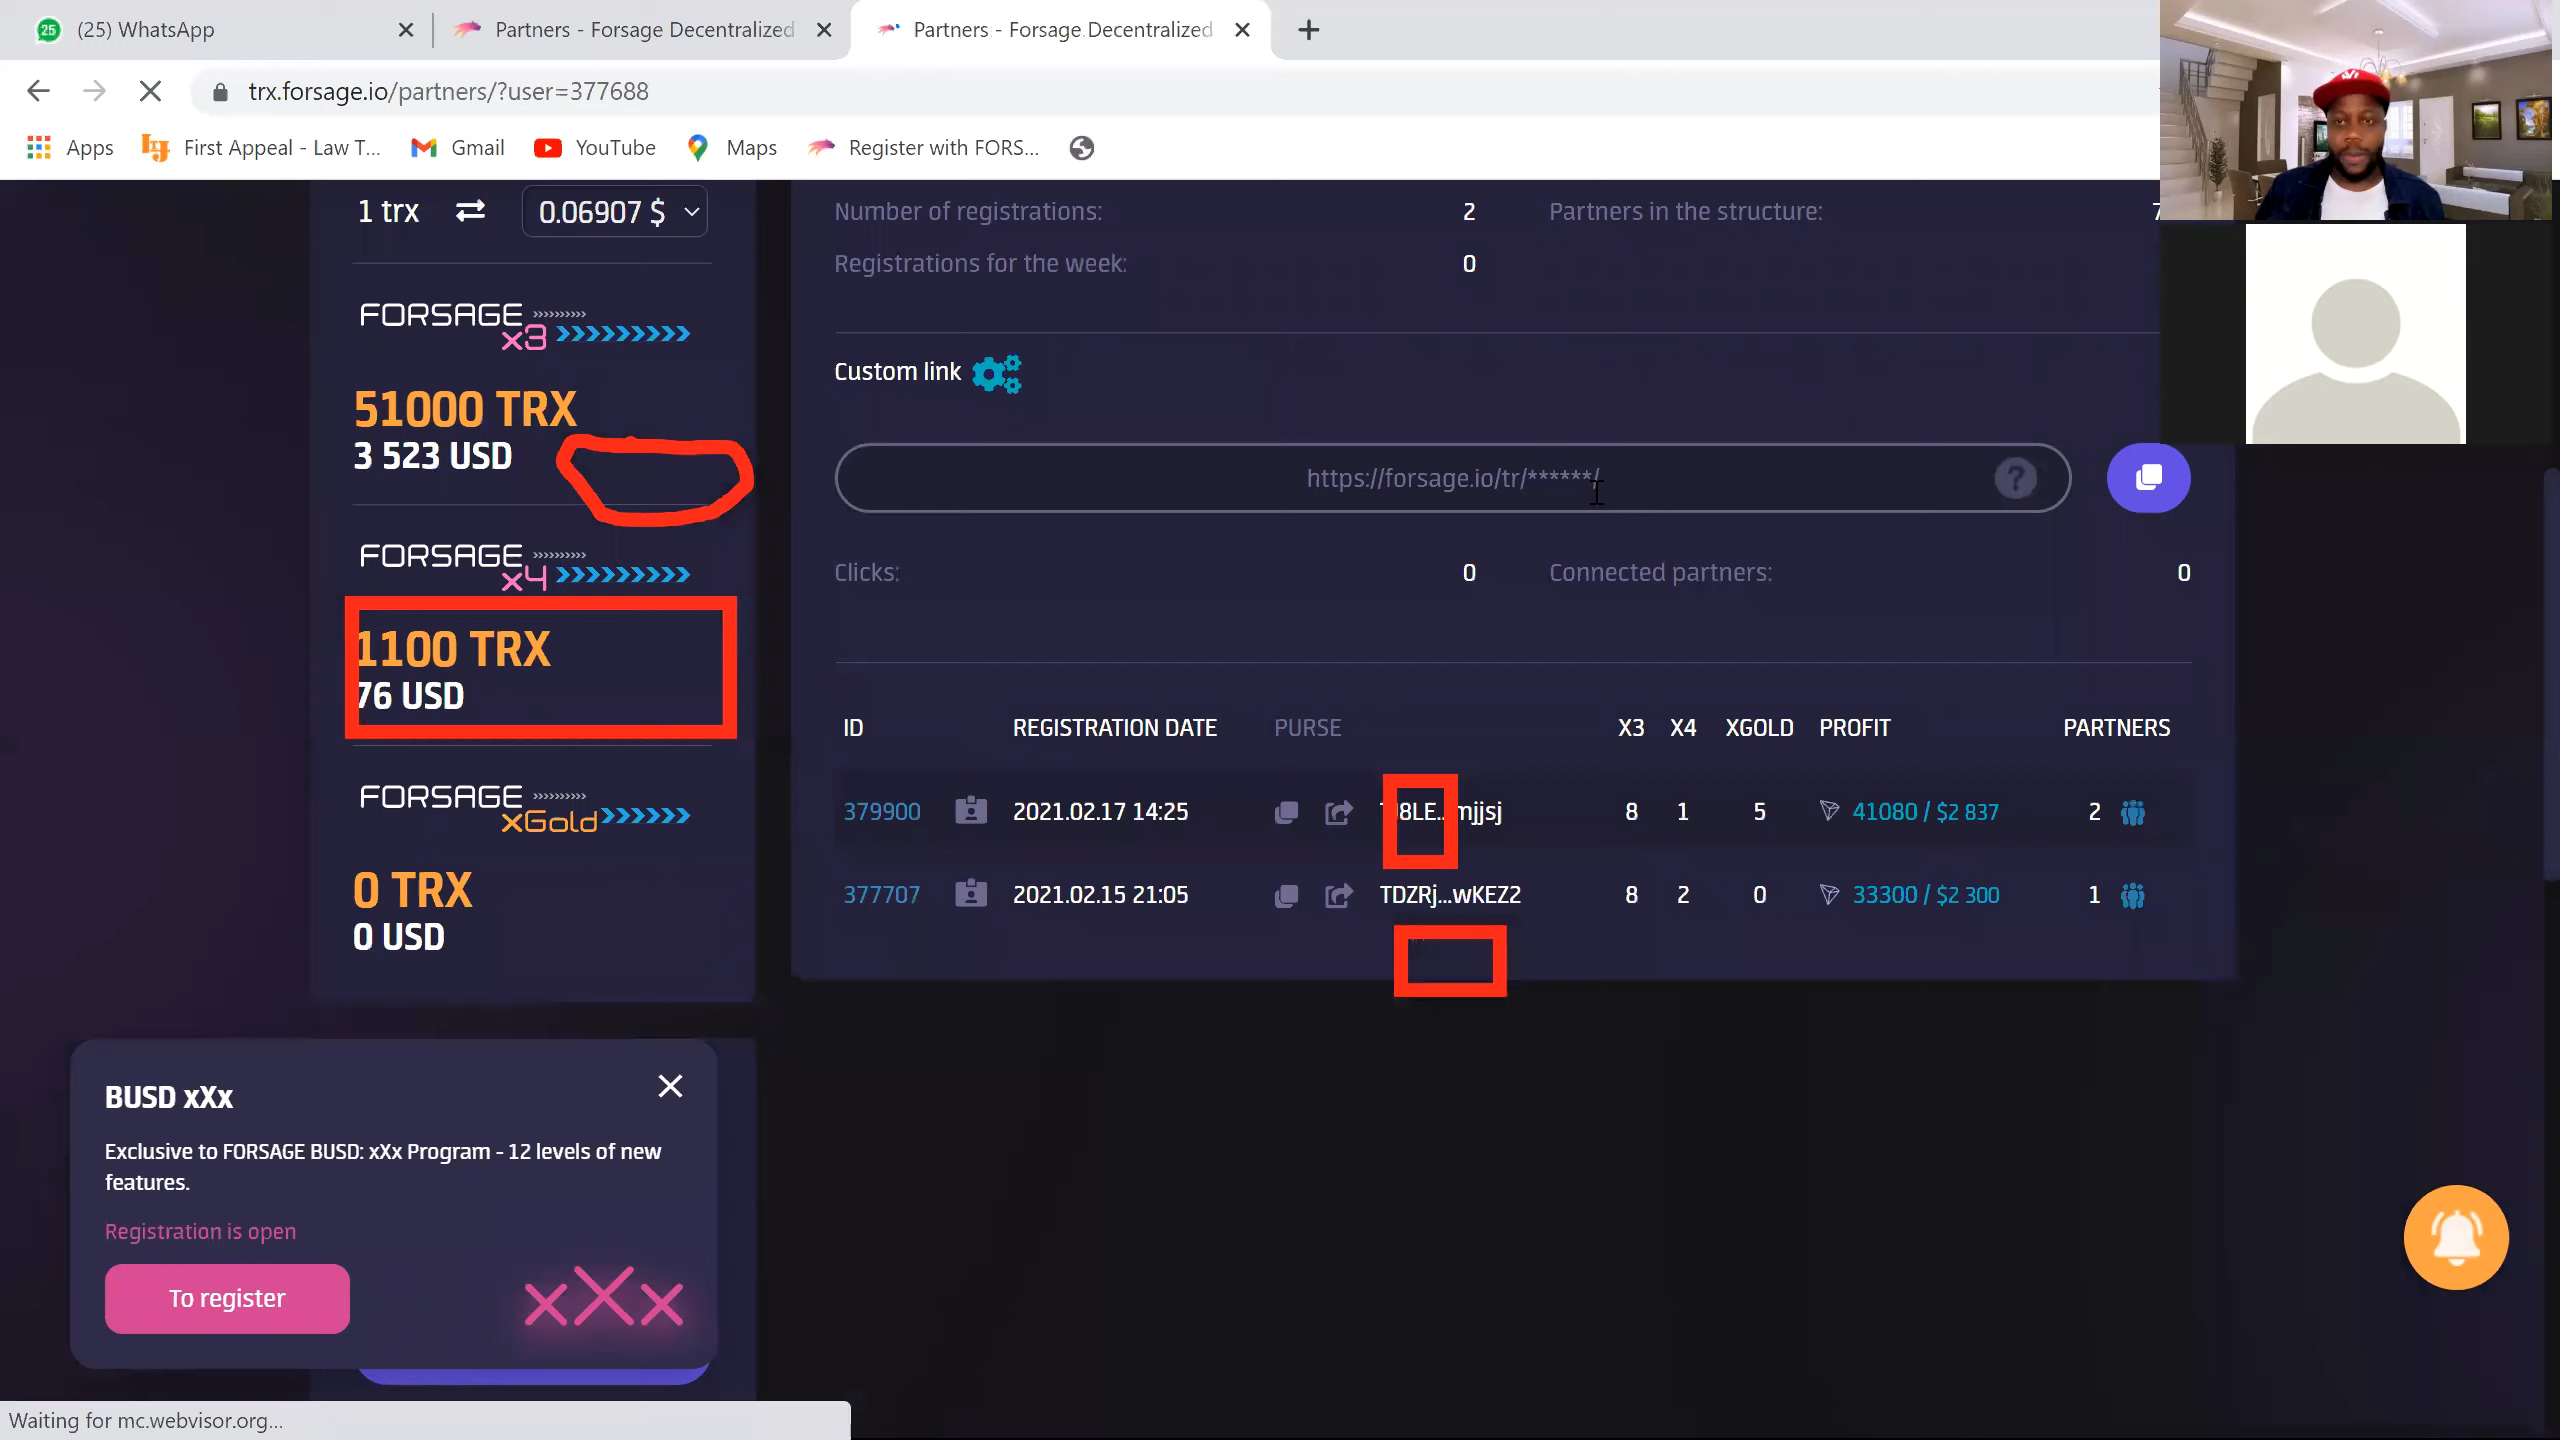 25
(25) WhatsApp
Partners - Forsage Decentralized
Partners - Forsage Decentralized
trx.forsage.io/partners/?user=377688
Apps
First Appeal - Law T...
Gmail
YouTube
Maps
Register with FORS...
1 trx
0.06907 $
Number of registrations:
2
Partners in the structure:
Registrations for the week:
0
FORSAGE
x3
51000 TRX
3 523 USD
Custom link
https://forsage.io/tr/******/
?
FORSAGE
x4
Clicks:
0
Connected partners:
0
1100 TRX
76 USD
ID REGISTRATION DATE PURSE X3 X4 XGOLD PROFIT PARTNERS
379900 2021.02.17 14:25 8LE...mjjsj 8 1 5 41080 / $2 837 2
377707 2021.02.15 21:05 TDZRj...wKEZ2 8 2 0 33300 / $2 300 1
FORSAGE
xGold
0 TRX
0 USD
BUSD xXx
Exclusive to FORSAGE BUSD: xXx Program - 12 levels of new
features.
Registration is open
To register
xXx
Waiting for mc.webvisor.org...